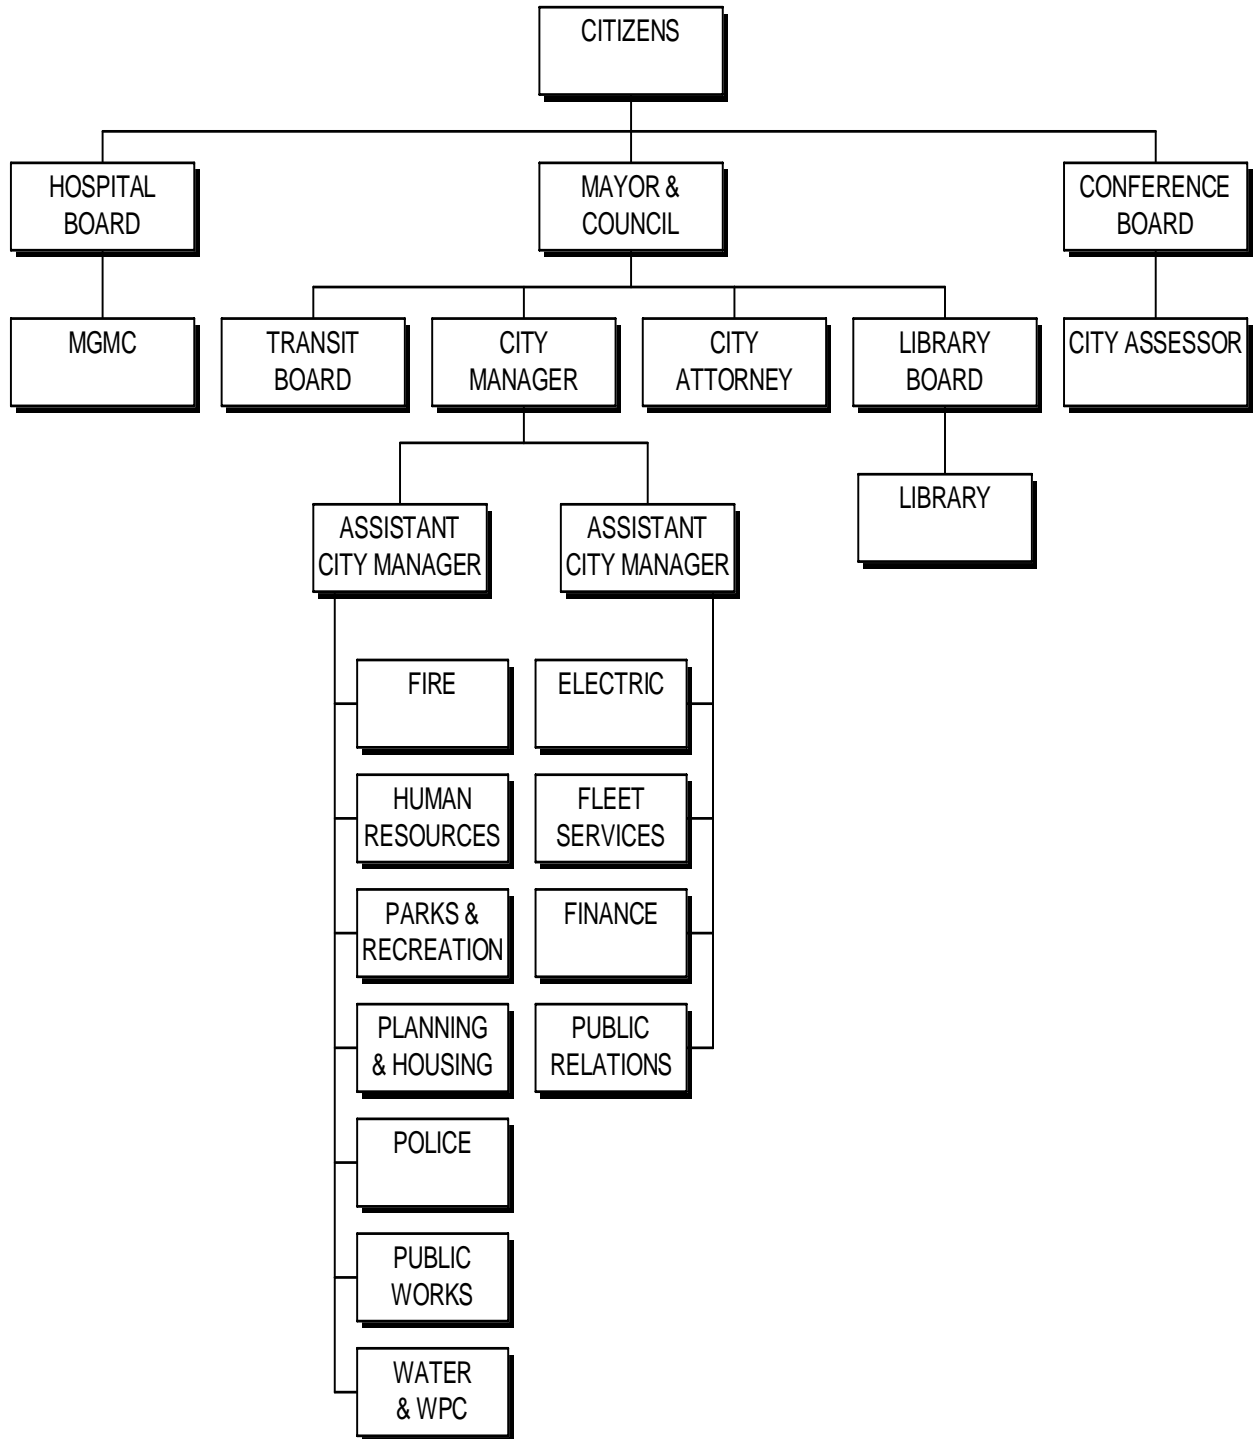 CITIZENS
HOSPITAL
BOARD
MAYOR &
COUNCIL
CONFERENCE
BOARD
MGMC
TRANSIT
BOARD
CITY
MANAGER
CITY
ATTORNEY
LIBRARY
BOARD
CITY ASSESSOR
LIBRARY
ASSISTANT
CITY MANAGER
ASSISTANT
CITY MANAGER
FIRE
ELECTRIC
HUMAN
RESOURCES
FLEET
SERVICES
PARKS &
RECREATION
FINANCE
PLANNING
& HOUSING
PUBLIC
RELATIONS
POLICE
PUBLIC
WORKS
WATER
& WPC